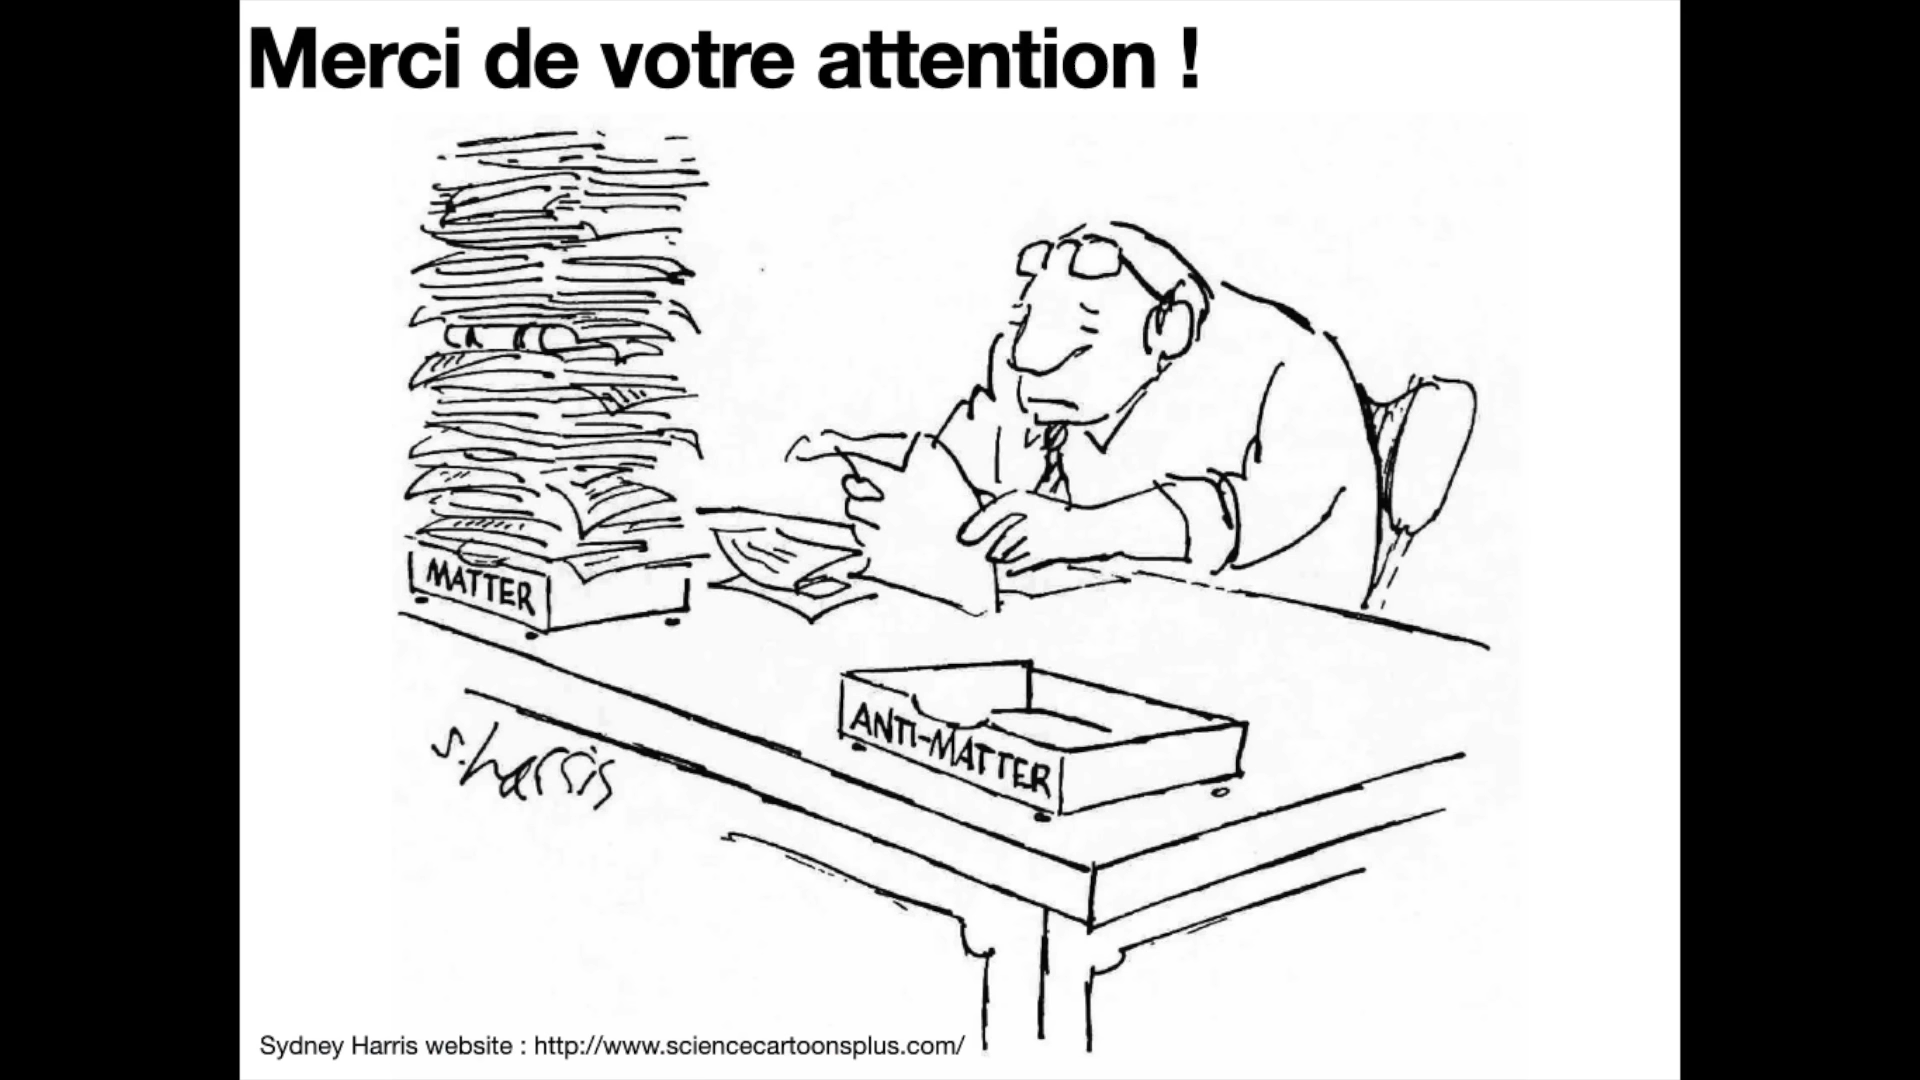 Merci de votre attention !
MATTER
ANTI-MATTER
s. harris
Sydney Harris website : http://www.sciencecartoonsplus.com/